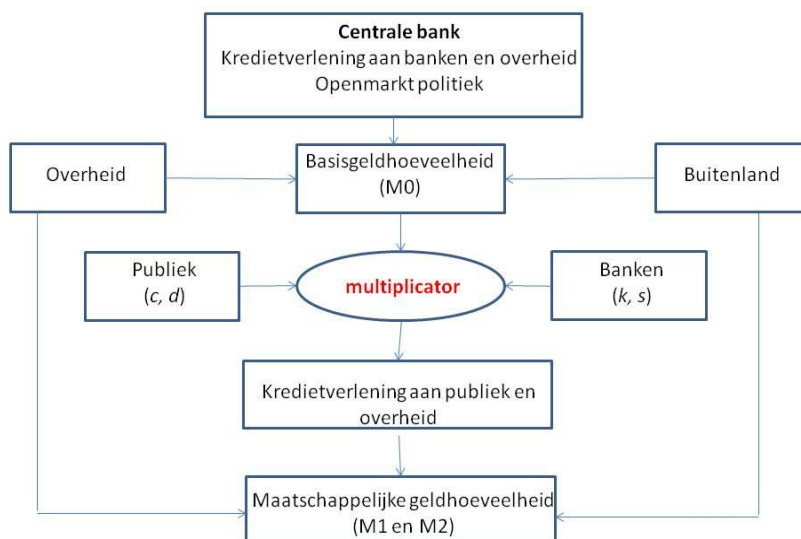 Centrale bank
Kredietverlening aan banken en overheid
Openmarkt politiek
Overheid
Basisgeldhoeveelheid
(M0)
Buitenland
Publiek
(c, d)
multiplicator
Banken
(k, s)
Kredietverlening aan publiek en
overheid
Maatschappelijke geldhoeveelheid
(M1 en M2)